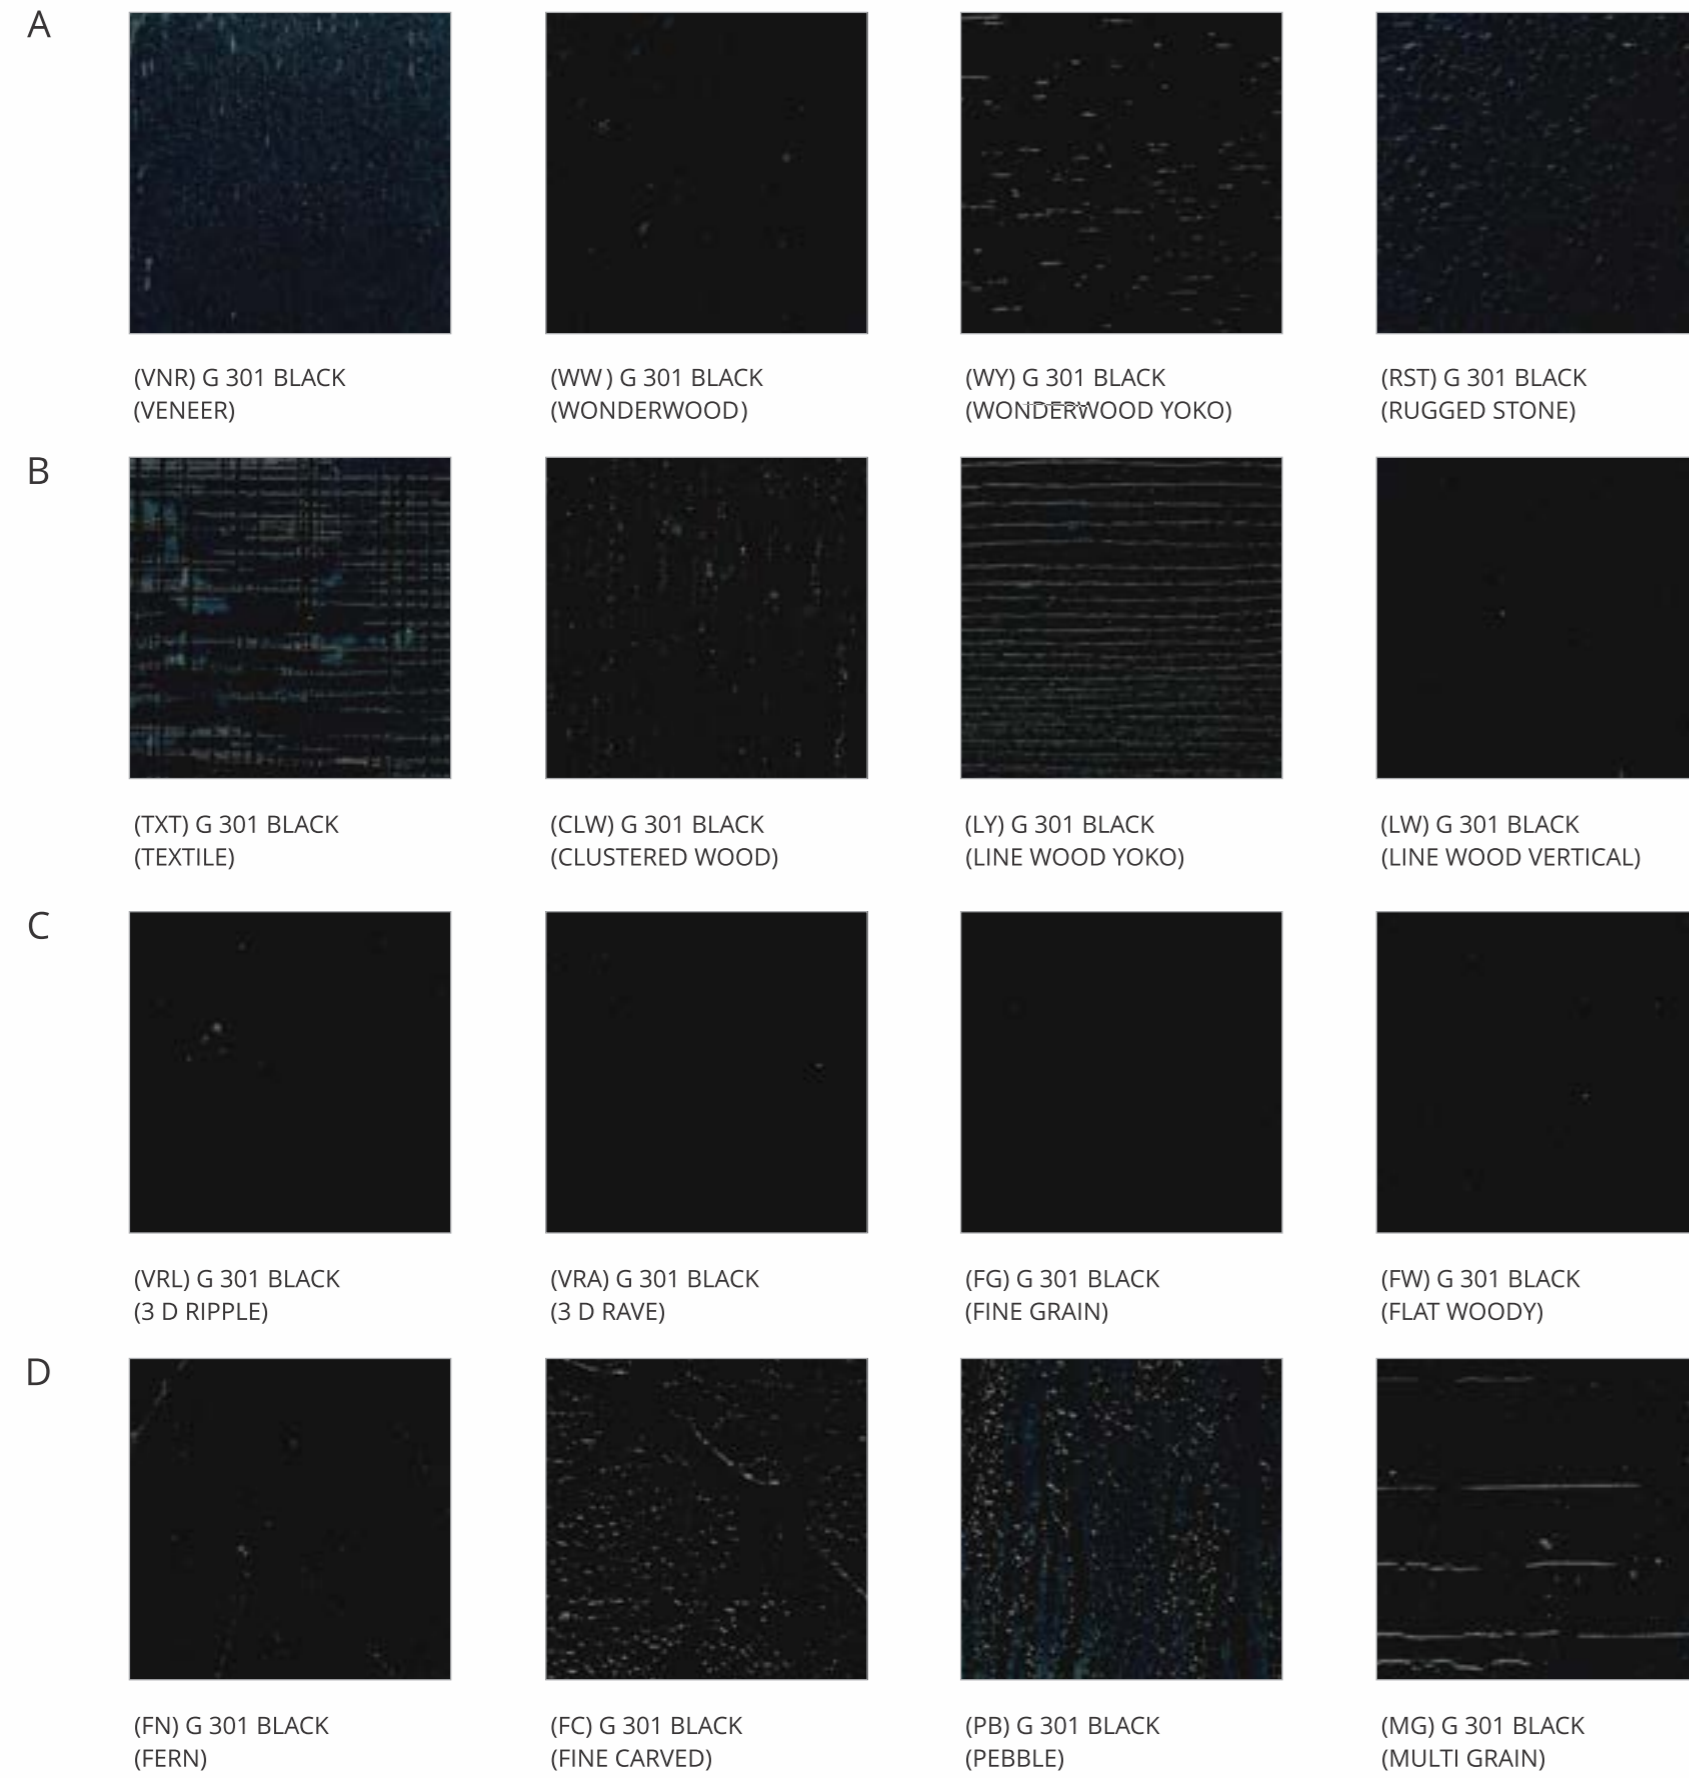 A
(VNR) G 301 BLACK
(VENEER)
(WW ) G 301 BLACK
(WONDERWOOD)
(WY) G 301 BLACK
(WONDERWOOD YOKO)
(RST) G 301 BLACK
(RUGGED STONE)
B
(TXT) G 301 BLACK
(TEXTILE)
(CLW) G 301 BLACK
(CLUSTERED WOOD)
(LY) G 301 BLACK
(LINE WOOD YOKO)
(LW) G 301 BLACK
(LINE WOOD VERTICAL)
C
(VRL) G 301 BLACK
(3 D RIPPLE)
(VRA) G 301 BLACK
(3 D RAVE)
(FG) G 301 BLACK
(FINE GRAIN)
(FW) G 301 BLACK
(FLAT WOODY)
D
(FN) G 301 BLACK
(FERN)
(FC) G 301 BLACK
(FINE CARVED)
(PB) G 301 BLACK
(PEBBLE)
(MG) G 301 BLACK
(MULTI GRAIN)